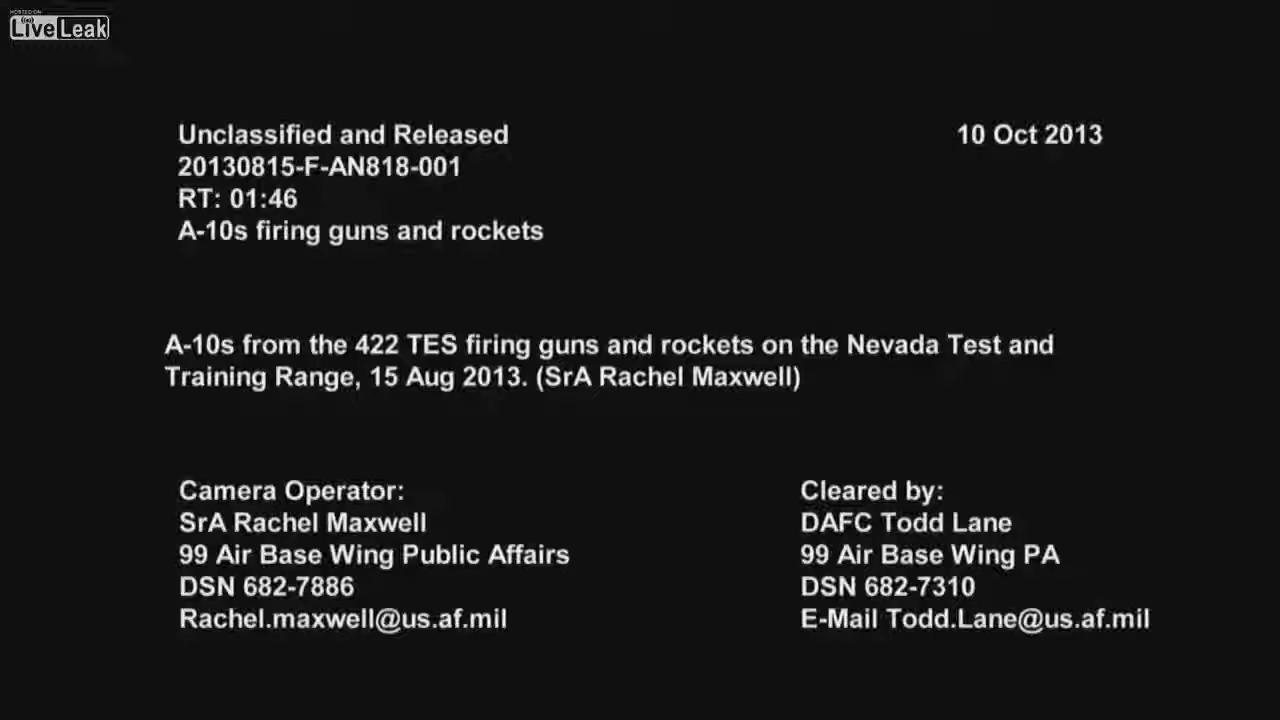 HOSTED ON
LiveLeak
Unclassified and Released
10 Oct 2013
20130815-F-AN818-001
RT: 01:46
A-10s firing guns and rockets
A-10s from the 422 TES firing guns and rockets on the Nevada Test and
Training Range, 15 Aug 2013. (SrA Rachel Maxwell)
Camera Operator:
SrA Rachel Maxwell
99 Air Base Wing Public Affairs
DSN 682-7886
Rachel.maxwell@us.af.mil
Cleared by:
DAFC Todd Lane
99 Air Base Wing PA
DSN 682-7310
E-Mail Todd.Lane@us.af.mil